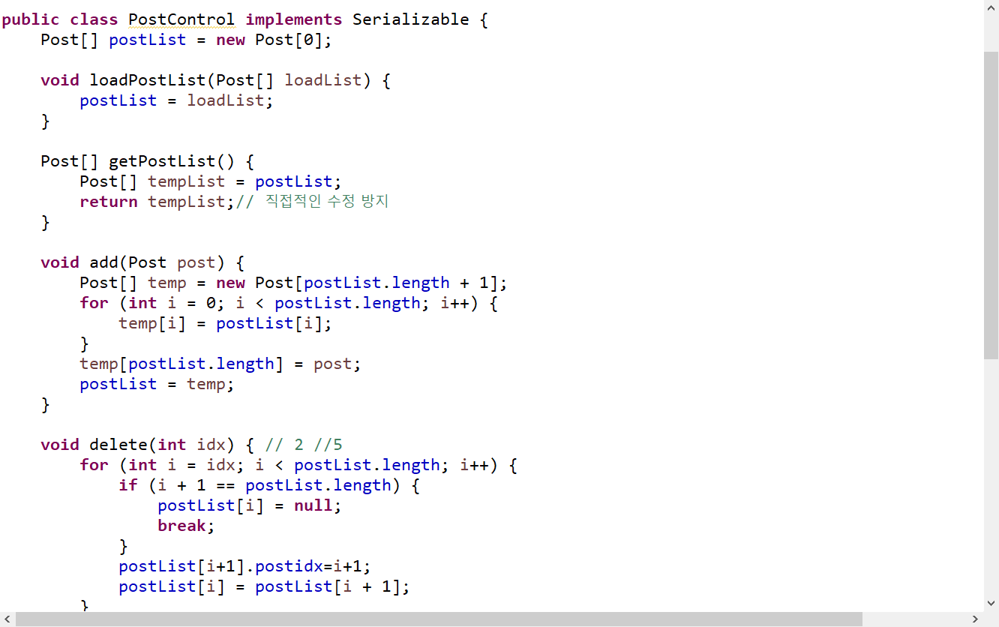 public class PostControl implements Serializable {
    Post[] postList = new Post[0];

    void loadPostList(Post[] loadList) {
        postList = loadList;
    }

    Post[] getPostList() {
        Post[] tempList = postList;
        return tempList;// 직접적인 수정 방지
    }

    void add(Post post) {
        Post[] temp = new Post[postList.length + 1];
        for (int i = 0; i < postList.length; i++) {
            temp[i] = postList[i];
        }
        temp[postList.length] = post;
        postList = temp;
    }

    void delete(int idx) { // 2 //5
        for (int i = idx; i < postList.length; i++) {
            if (i + 1 == postList.length) {
                postList[i] = null;
                break;
            }
            postList[i+1].postidx=i+1;
            postList[i] = postList[i + 1];
        }